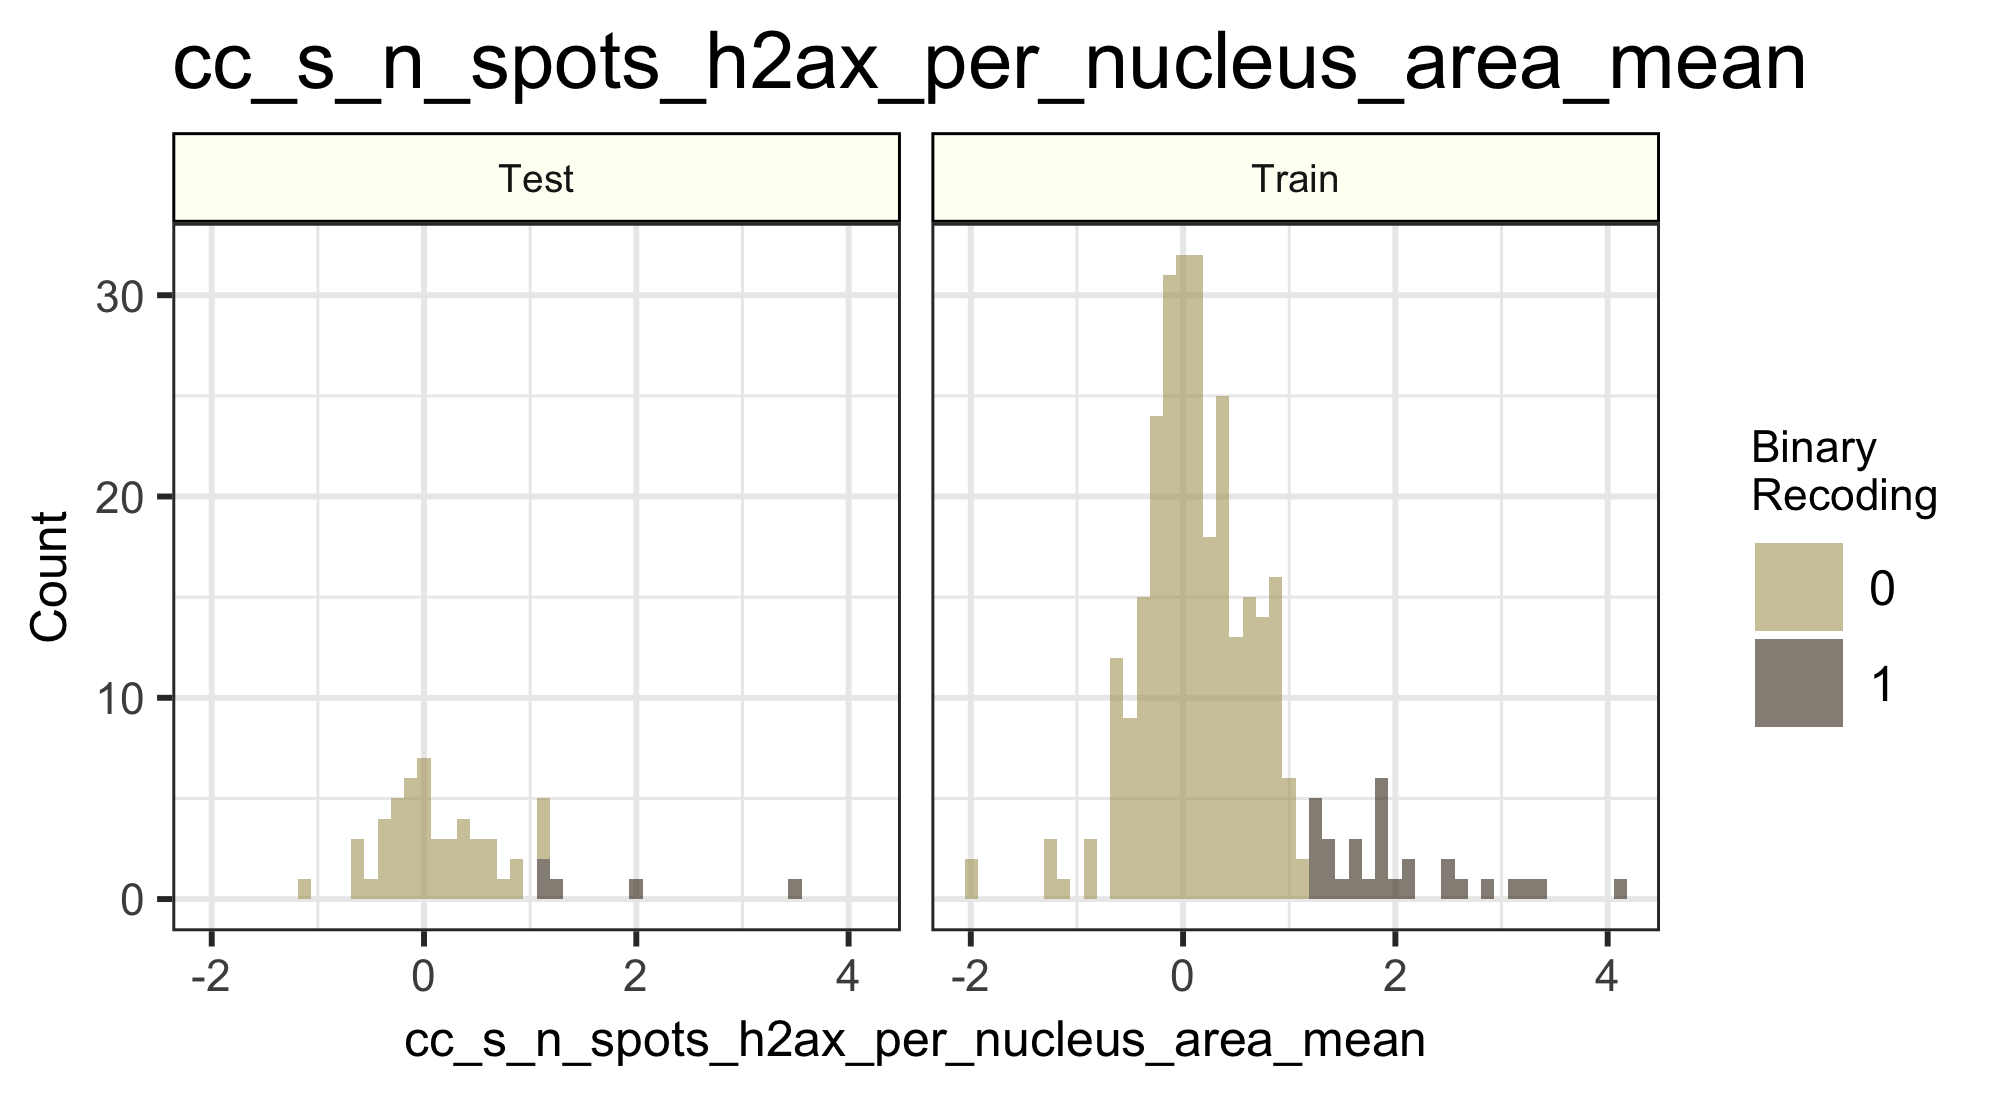 cc_s_n_spots_h2ax_per_nucleus_area_mean
Test
Train
30
20
10
0
Count
-2
0
2
4
-2
0
2
4
cc_s_n_spots_h2ax_per_nucleus_area_mean
Binary
Recoding
0
1